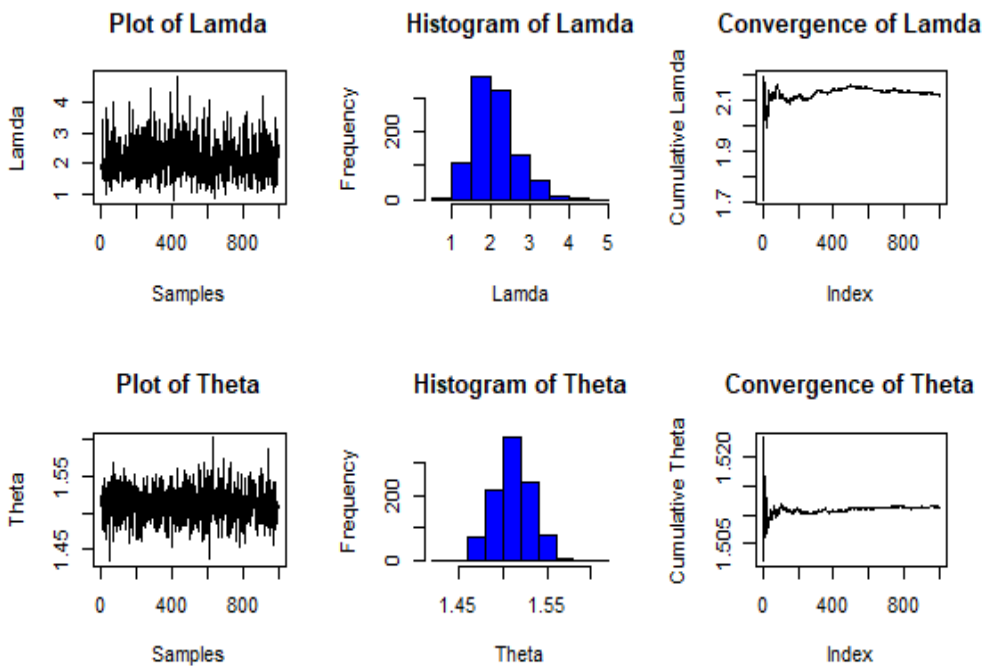 Plot of Lamda
Lamda
4
3
2
1
0
400
800
Samples
Histogram of Lamda
Frequency
200
0
1
2
3
4
5
Lamda
Convergence of Lamda
Cumulative Lamda
2.1
1.9
1.7
0
400
800
Index
Plot of Theta
Theta
1.55
1.45
0
400
800
Samples
Histogram of Theta
Frequency
200
0
1.45
1.55
Theta
Convergence of Theta
Cumulative Theta
1.520
1.505
0
400
800
Index